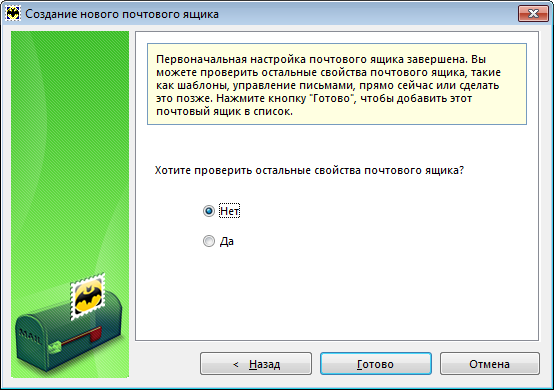 Создание нового почтового ящика
Первоначальная настройка почтового ящика завершена. Вы
можете проверить остальные свойства почтового ящика, такие
как шаблоны, управление письмами, прямо сейчас или сделать
это позже. Нажмите кнопку "Готово", чтобы добавить этот
почтовый ящик в список.
Хотите проверить остальные свойства почтового ящика?
Нет
Да
MAIL
< Назад
Готово
Отмена